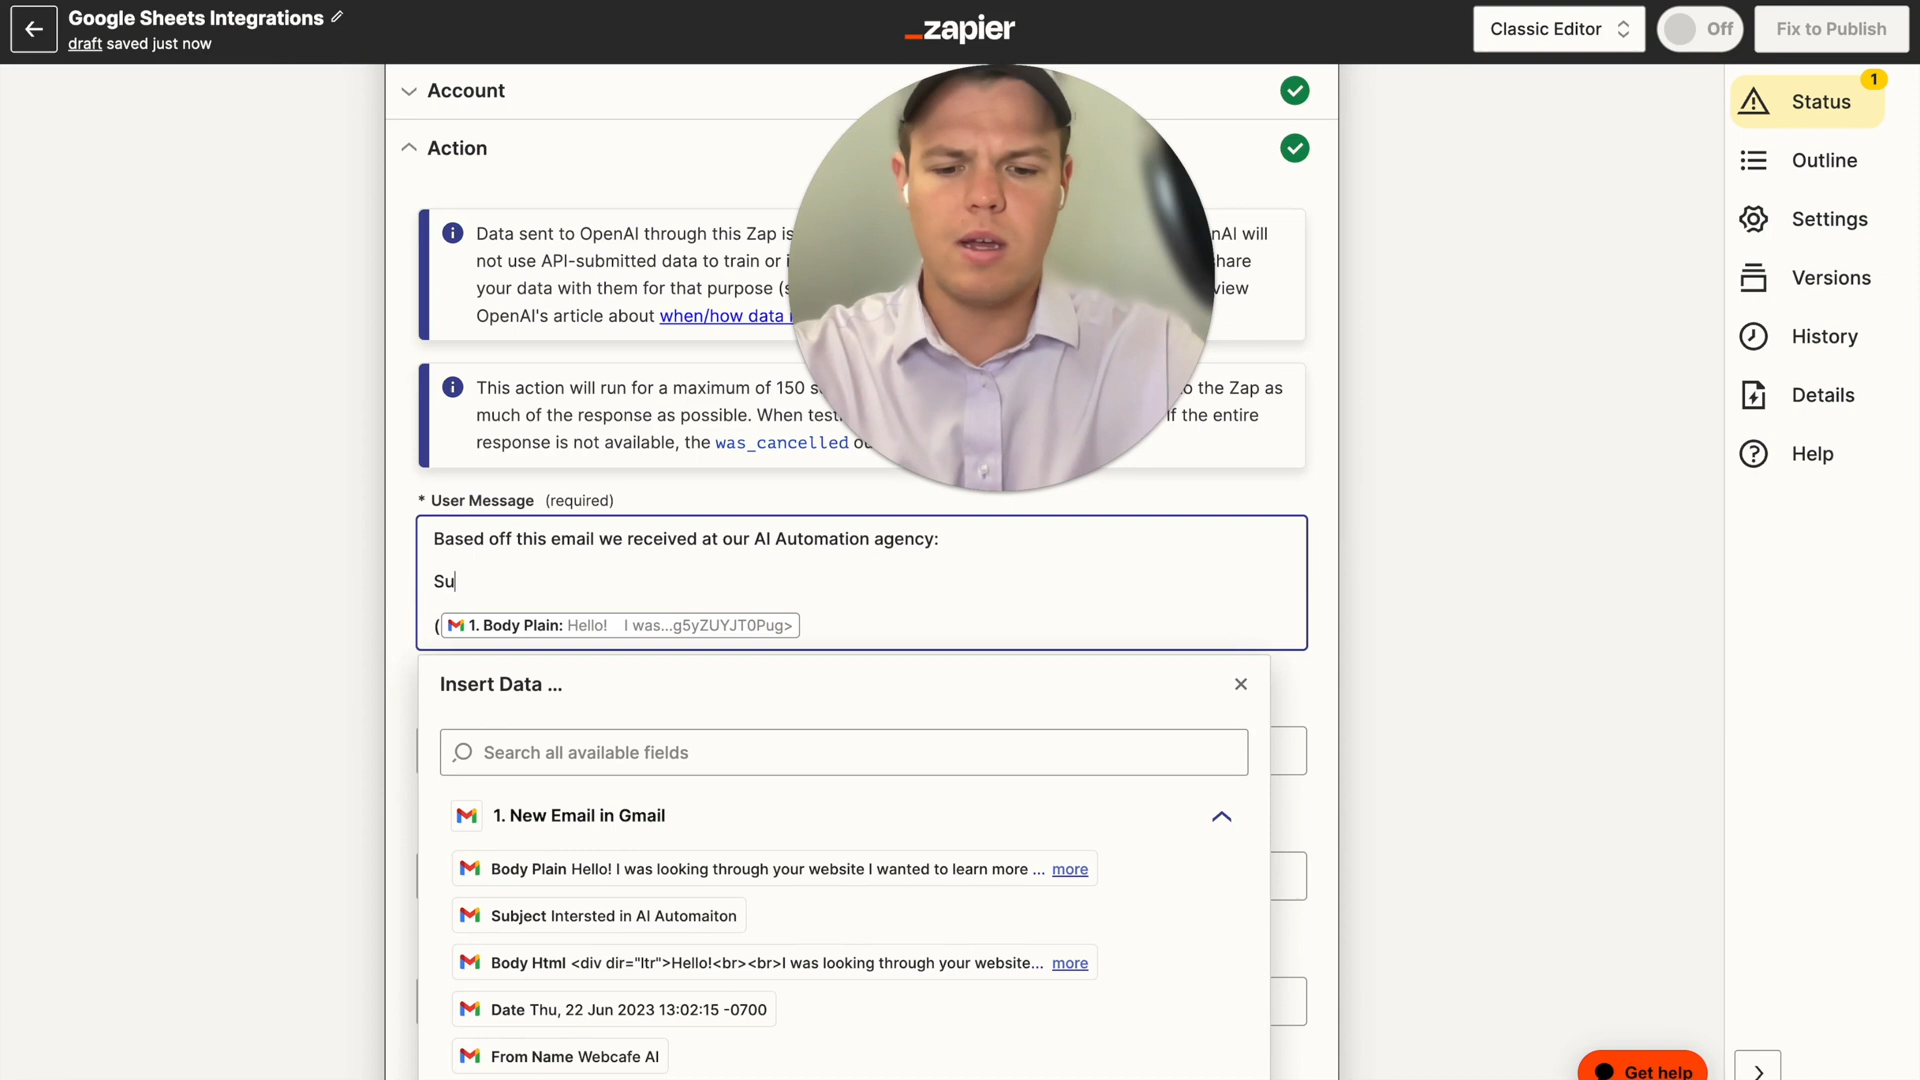 Google Sheets Integrations
draft saved just now
zapier
Classic Editor
Off
Fix to Publish
Account
Action
Data sent to OpenAI through this Zap is
nAI will
not use API-submitted data to train or i
hare
your data with them for that purpose (s
view
OpenAI's article about when/how data
This action will run for a maximum of 150 s
o the Zap as
much of the response as possible. When test
if the entire
response is not available, the was_cancelled ou
* User Message (required)
Based off this email we received at our AI Automation agency:
Su
( 1. Body Plain: Hello! I was...g5yZUYJT0Pug>
Insert Data ...
Search all available fields
1. New Email in Gmail
Body Plain Hello! I was looking through your website I wanted to learn more ... more
Subject Intersted in AI Automaiton
Body Html <div dir="ltr">Hello!<br><br>I was looking through your website... more
Date Thu, 22 Jun 2023 13:02:15 -0700
From Name Webcafe AI
1
Status
Outline
Settings
Versions
History
Details
Help
Get help